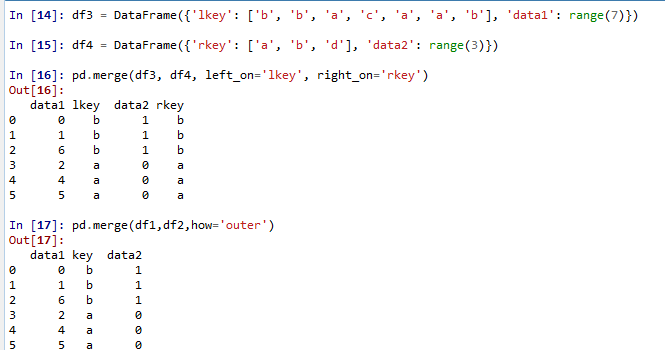 In [14]: df3 = DataFrame({'lkey': ['b', 'b', 'a', 'c', 'a', 'a', 'b'], 'data1': range(7)})
In [15]: df4 = DataFrame({'rkey': ['a', 'b', 'd'], 'data2': range(3)})
In [16]: pd.merge(df3, df4, left_on='lkey', right_on='rkey')
Out[16]:
data1 lkey data2 rkey
0 0 b 1 b
1 1 b 1 b
2 6 b 1 b
3 2 a 0 a
4 4 a 0 a
5 5 a 0 a
In [17]: pd.merge(df1,df2,how='outer')
Out[17]:
data1 key data2
0 0 b 1
1 1 b 1
2 6 b 1
3 2 a 0
4 4 a 0
5 5 a 0